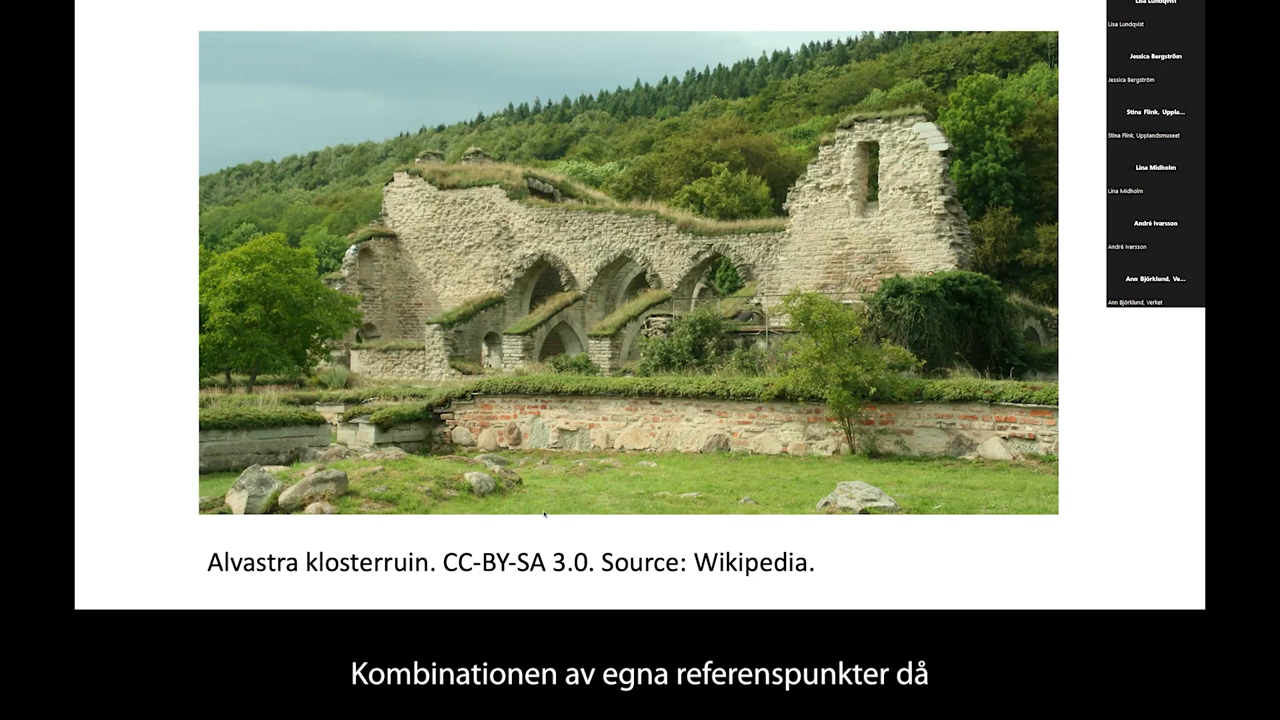 Lisa Lundqvist
Lisa Lundqvist
Jessica Bergström
Jessica Bergström
Stina Flink, Uppla...
Stina Flink, Upplandsmuseet
Lina Midholm
Lina Midholm
André Ivarsson
André Ivarsson
Ann Björklund, Ve...
Ann Björklund, Verket
Alvastra klosterruin. CC-BY-SA 3.0. Source: Wikipedia.
Kombinationen av egna referenspunkter då